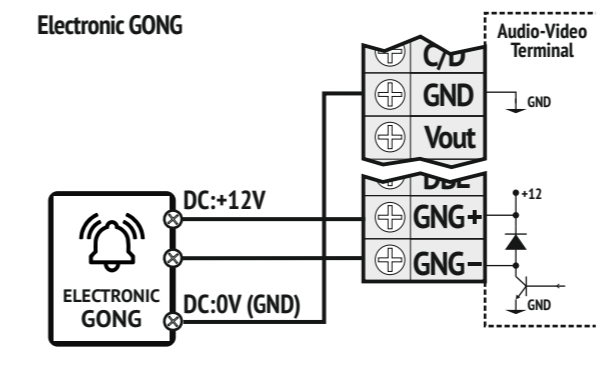 Electronic GONG
Audio-Video
Terminal
C/D
GND
GND
Vout
DC:+12V
+12
GNG+
GNG−
ELECTRONIC
GONG
DC:0V (GND)
GND